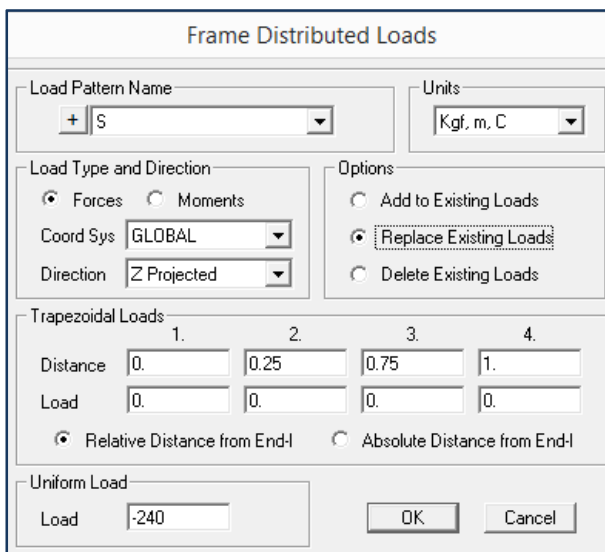 Frame Distributed Loads
Load Pattern Name
+ S
Units
Kgf, m, C
Load Type and Direction
Forces Moments
Coord Sys GLOBAL
Direction Z Projected
Options
Add to Existing Loads
Replace Existing Loads
Delete Existing Loads
Trapezoidal Loads
1. 2. 3. 4.
Distance 0. 0.25 0.75 1.
Load 0. 0. 0. 0.
Relative Distance from End-I Absolute Distance from End-I
Uniform Load
Load -240
OK Cancel